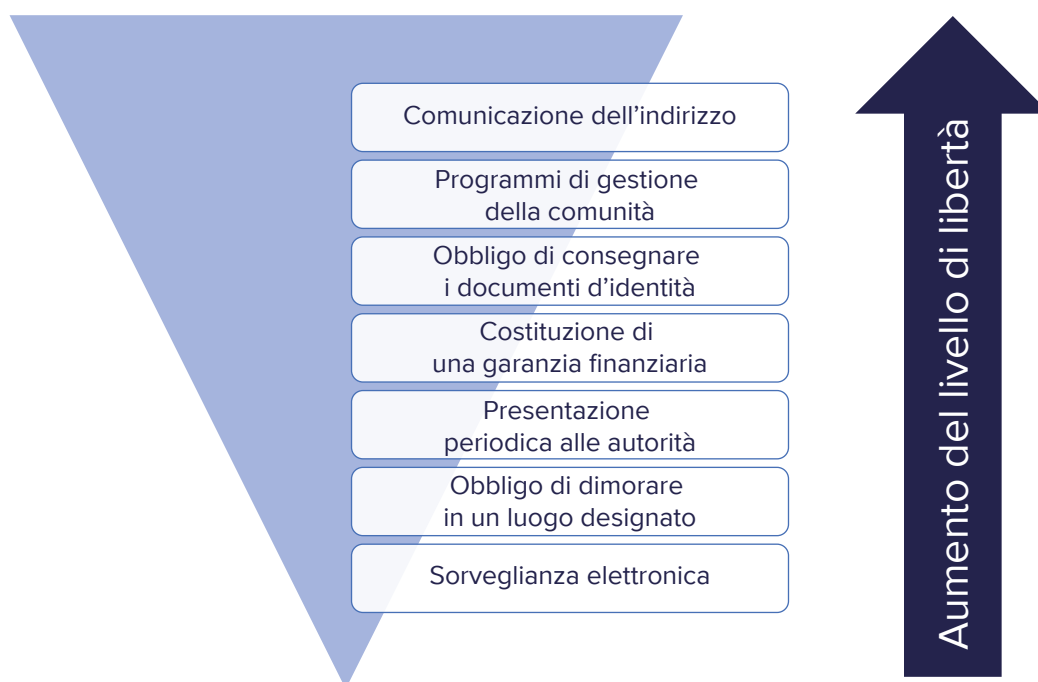 Comunicazione dell’indirizzo
Programmi di gestione
della comunità
Obbligo di consegnare
i documenti d’identità
Costituzione di
una garanzia finanziaria
Presentazione
periodica alle autorità
Obbligo di dimorare
in un luogo designato
Sorveglianza elettronica
Aumento del livello di libertà